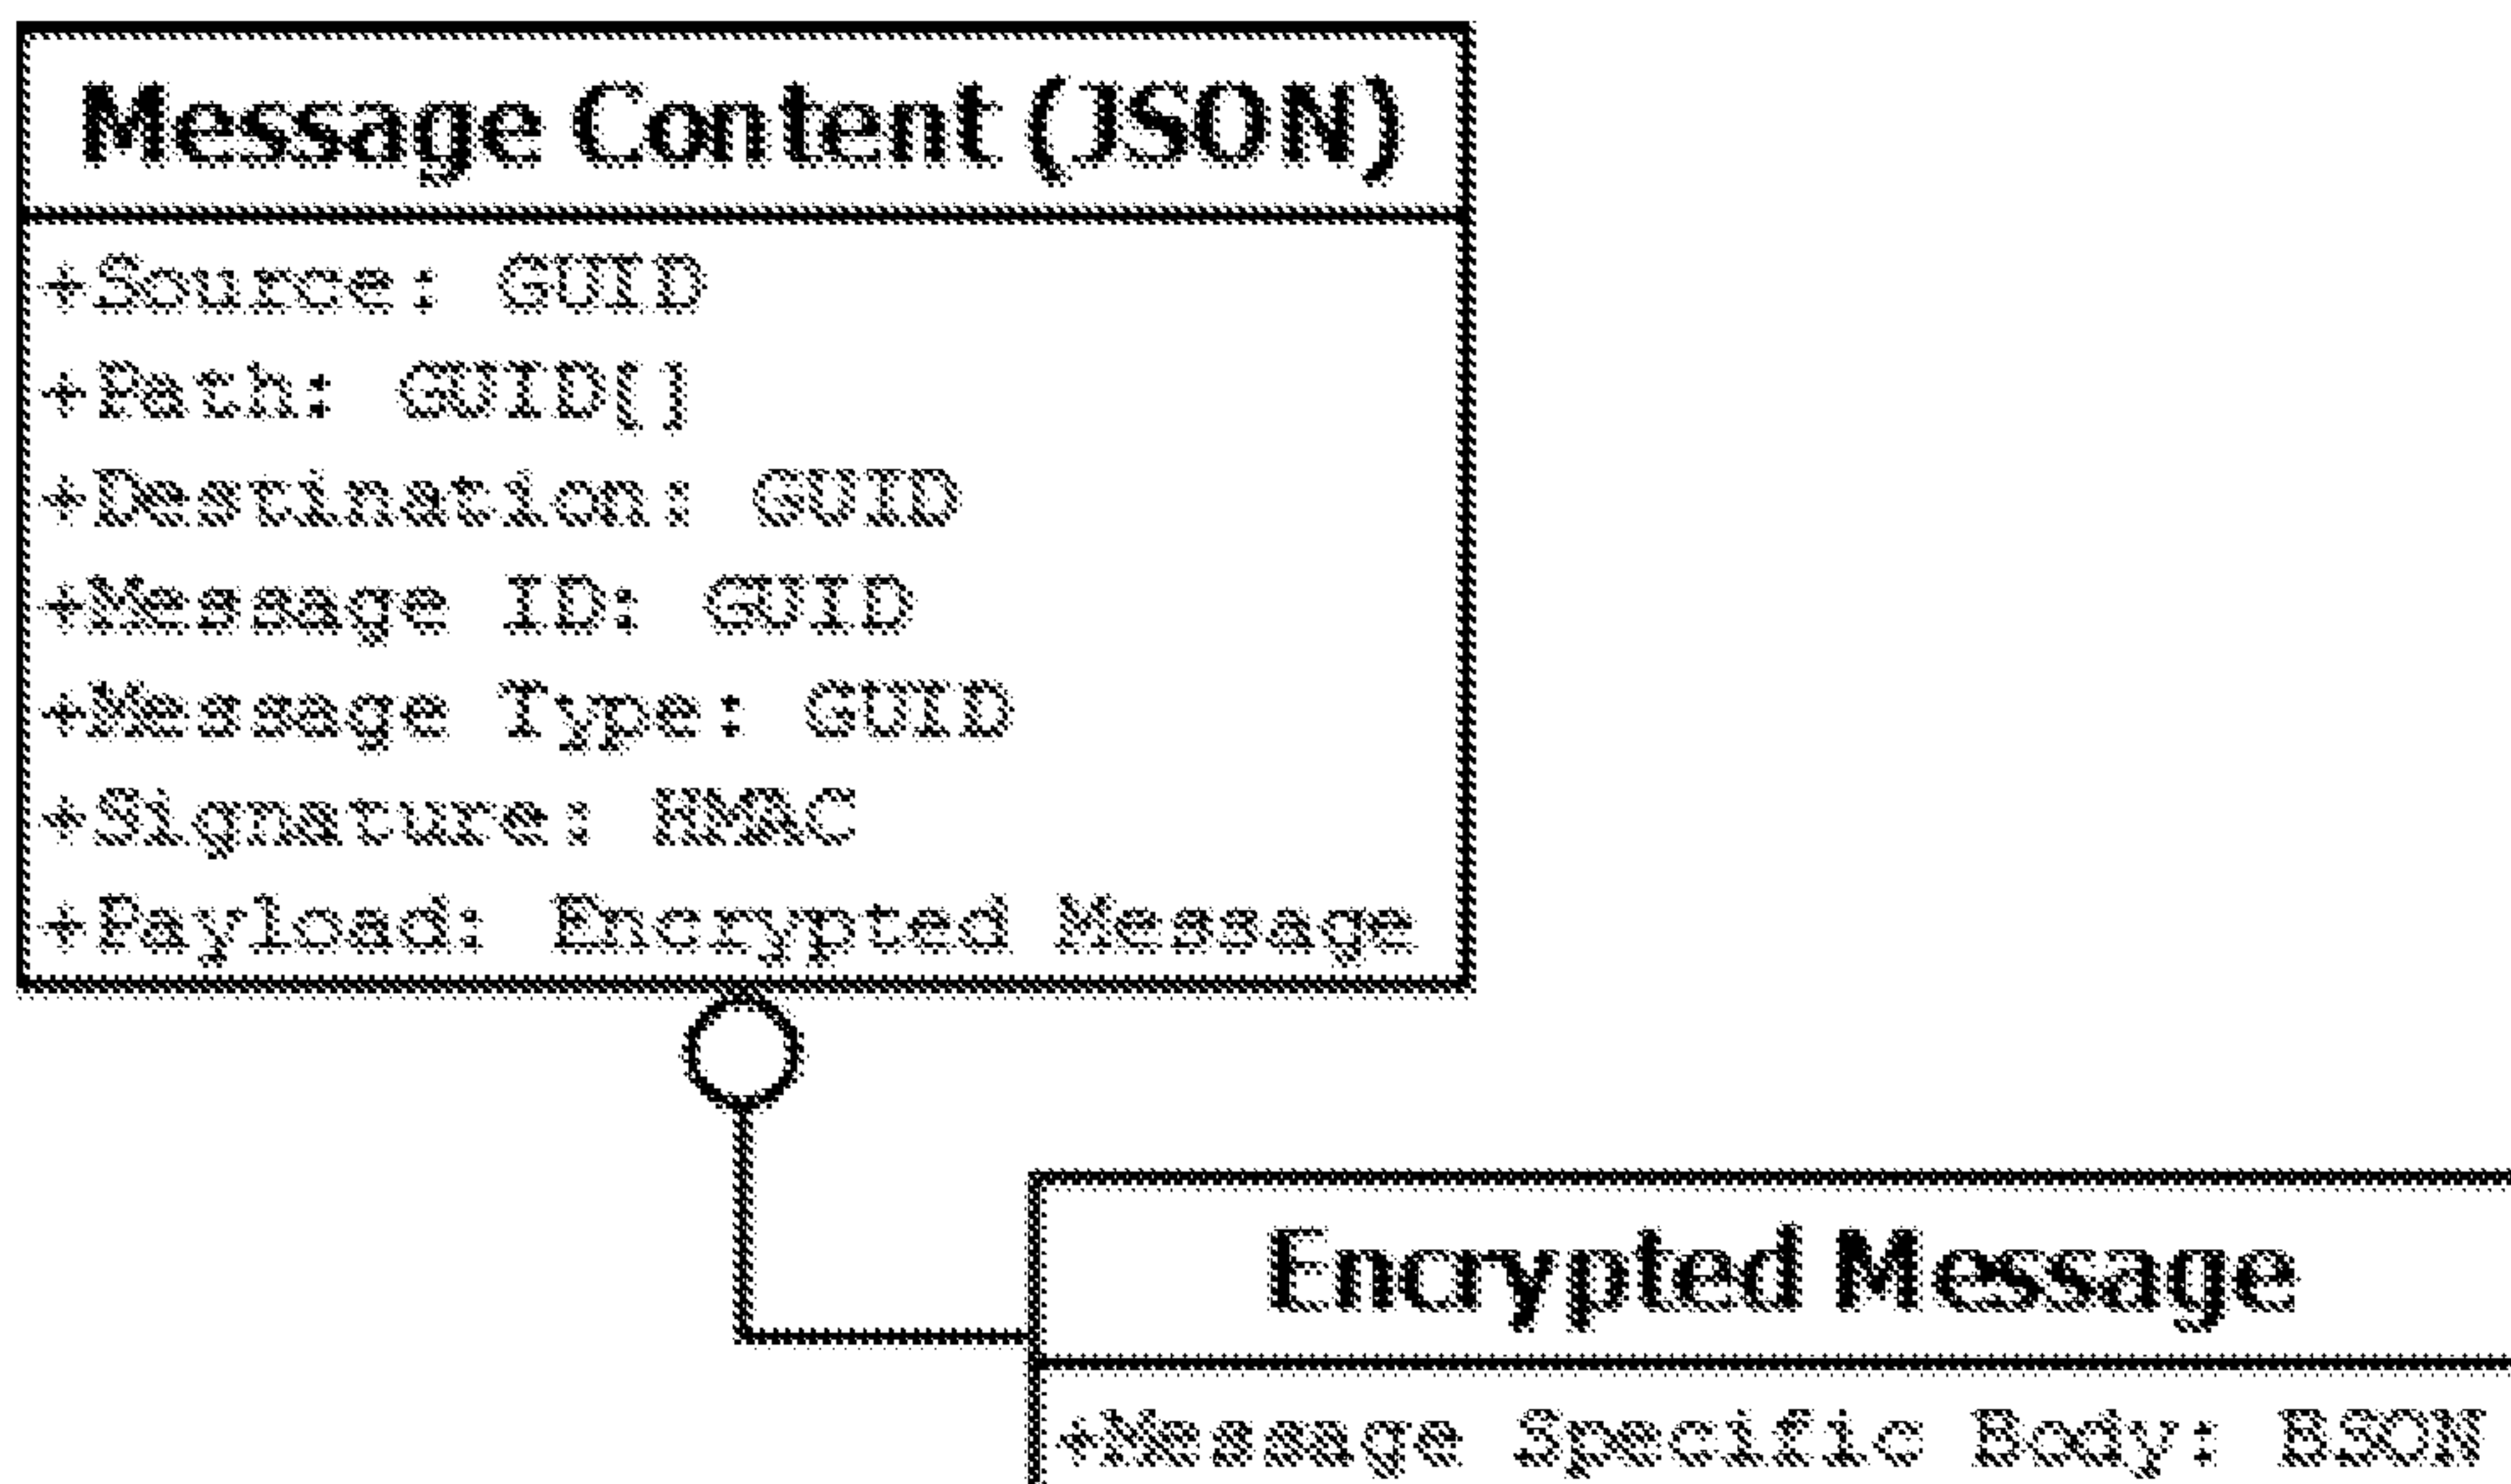 Message Content (JSON)
+Source: GUID
+Path: GUID[]
+Destination: GUID
+Message ID: GUID
+Message Type: GUID
+Signature: HMAC
+Payload: Encrypted Message
Encrypted Message
+Message Specific Body: BSON